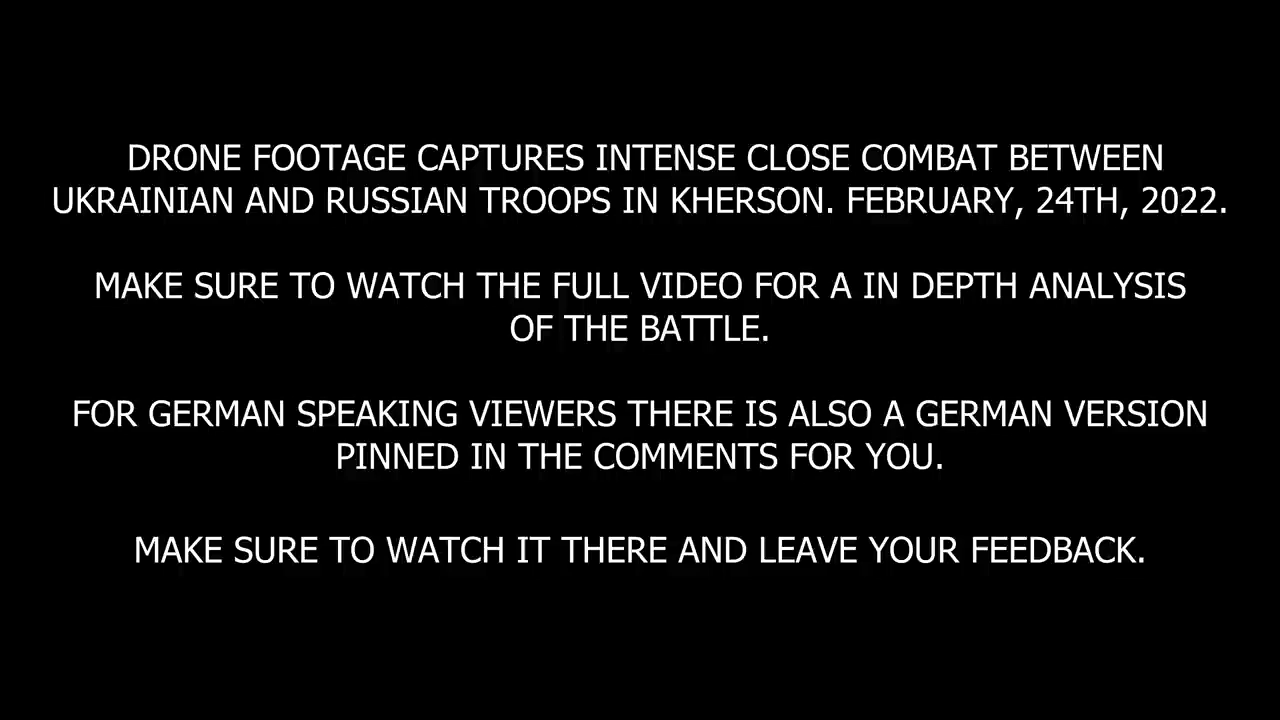 DRONE FOOTAGE CAPTURES INTENSE CLOSE COMBAT BETWEEN
UKRAINIAN AND RUSSIAN TROOPS IN KHERSON. FEBRUARY, 24TH, 2022.
MAKE SURE TO WATCH THE FULL VIDEO FOR A IN DEPTH ANALYSIS
OF THE BATTLE.
FOR GERMAN SPEAKING VIEWERS THERE IS ALSO A GERMAN VERSION
PINNED IN THE COMMENTS FOR YOU.
MAKE SURE TO WATCH IT THERE AND LEAVE YOUR FEEDBACK.